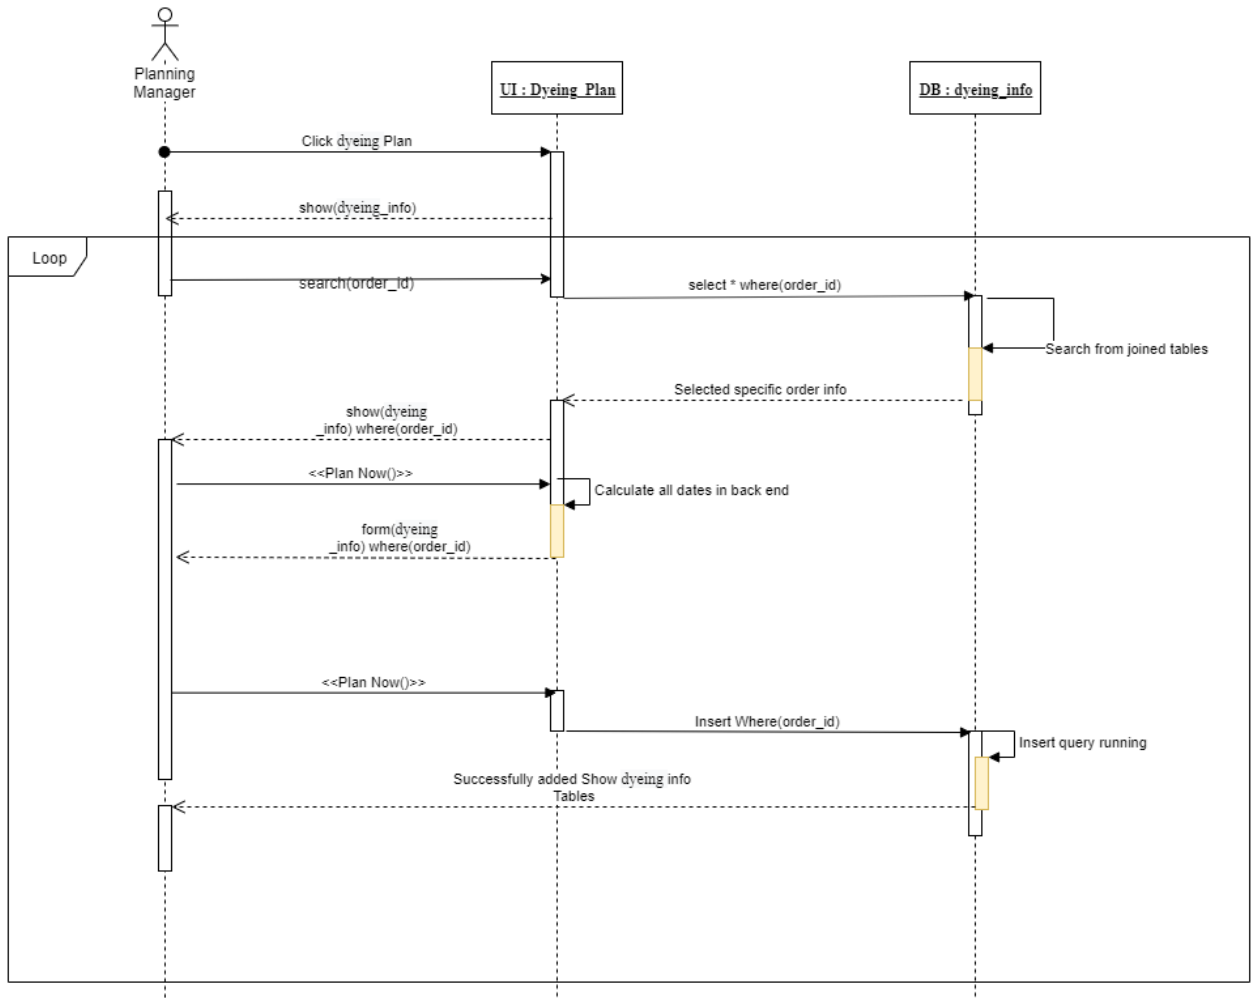 Planning
Manager
UI : Dyeing_Plan
DB : dyeing_info
Click dyeing Plan
show(dyeing_info)
Loop
search(order_id)
select * where(order_id)
Search from joined tables
Selected specific order info
show(dyeing
_info) where(order_id)
<<Plan Now()>>
Calculate all dates in back end
form(dyeing
_info) where(order_id)
<<Plan Now()>>
Insert Where(order_id)
Insert query running
Successfully added Show dyeing info
Tables